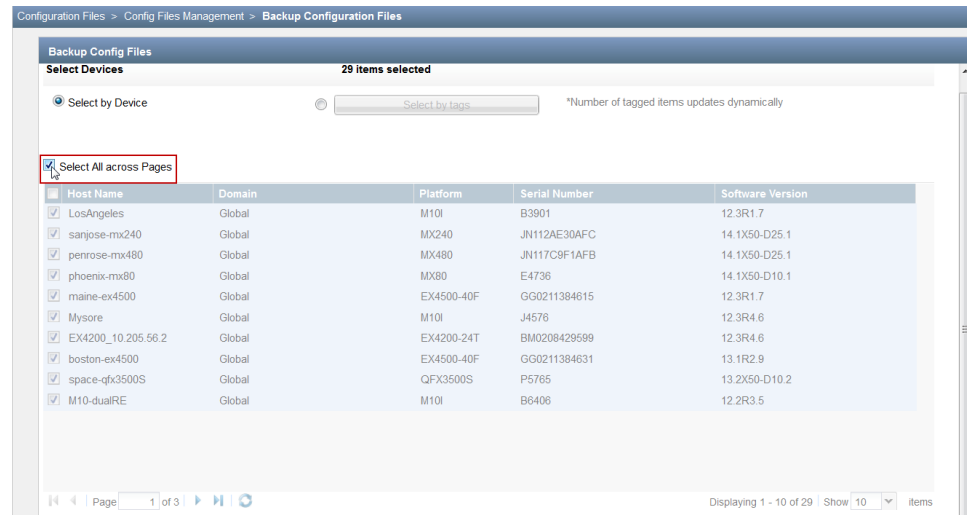 Configuration Files > Config Files Management > Backup Configuration Files
Backup Config Files
Select Devices 29 items selected
Select by Device Select by tags *Number of tagged items updates dynamically
Select All across Pages
Host Name Domain Platform Serial Number Software Version
LosAngeles Global M10I B3901 12.3R1.7
sanjose-mx240 Global MX240 JN112AE30AFC 14.1X50-D25.1
penrose-mx480 Global MX480 JN117C9F1AFB 14.1X50-D25.1
phoenix-mx80 Global MX80 E4736 14.1X50-D10.1
maine-ex4500 Global EX4500-40F GG0211384615 12.3R1.7
Mysore Global M10I J4576 12.3R4.6
EX4200_10.205.56.2 Global EX4200-24T BM0208429599 12.3R4.6
boston-ex4500 Global EX4500-40F GG0211384631 13.1R2.9
space-qfx3500S Global QFX3500S P5765 13.2X50-D10.2
M10-dualRE Global M10I B6406 12.2R3.5
Page 1 of 3 Displaying 1 - 10 of 29 Show 10 items